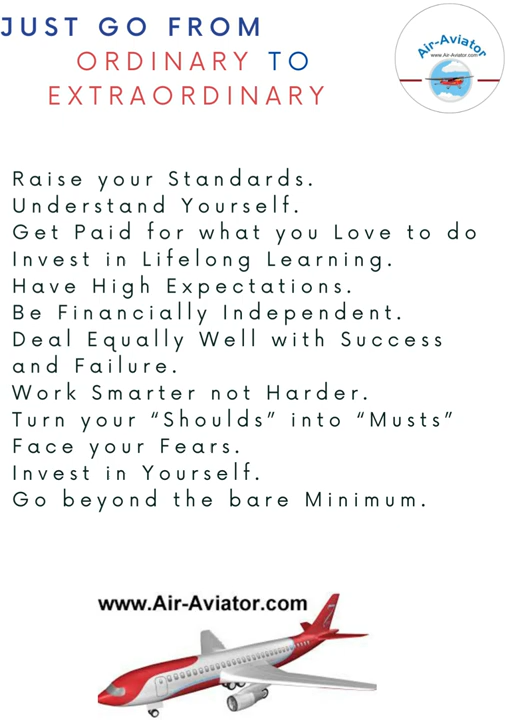 JUST GO FROM
ORDINARY TO
EXTRAORDINARY
Air-Aviator
www.Air-Aviator.com
Raise your Standards.
Understand Yourself.
Get Paid for what you Love to do
Invest in Lifelong Learning.
Have High Expectations.
Be Financially Independent.
Deal Equally Well with Success
and Failure.
Work Smarter not Harder.
Turn your “Shoulds” into “Musts”
Face your Fears.
Invest in Yourself.
Go beyond the bare Minimum.
www.Air-Aviator.com